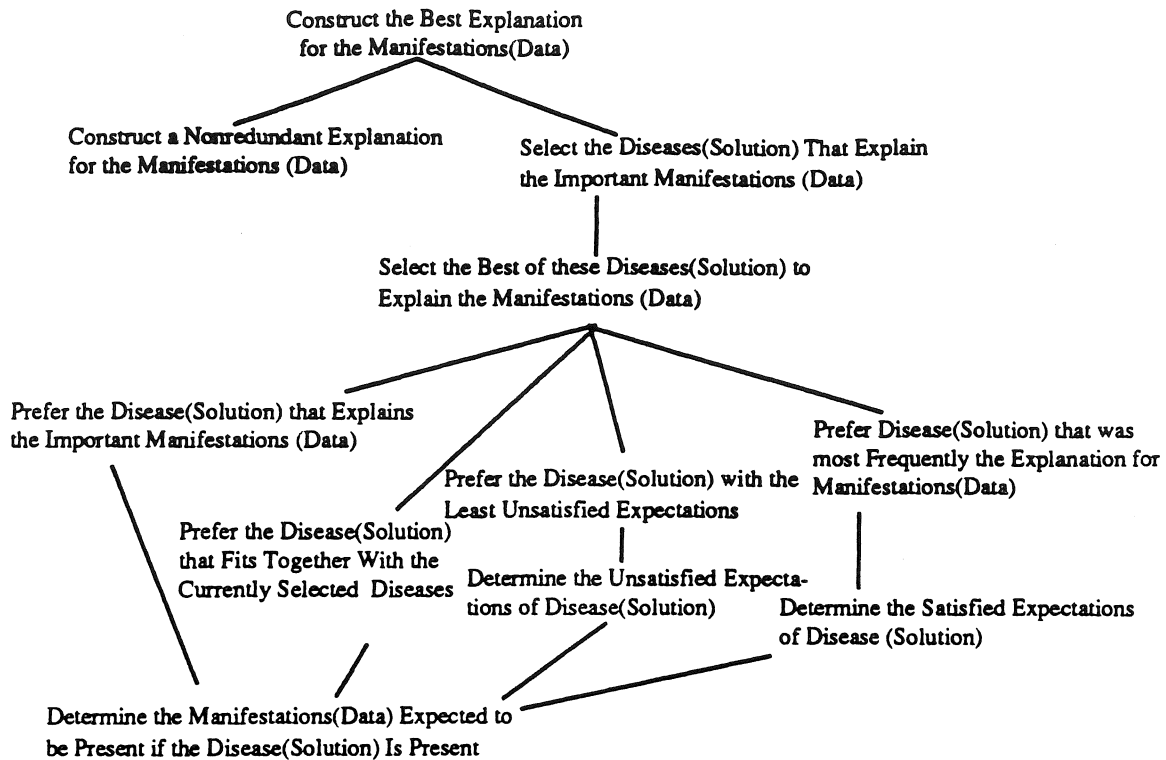 Construct the Best Explanation
for the Manifestations(Data)
Construct a Nonredundant Explanation
for the Manifestations (Data)
Select the Diseases(Solution) That Explain
the Important Manifestations (Data)
Select the Best of these Diseases(Solution) to
Explain the Manifestations (Data)
Prefer the Disease(Solution) that Explains
the Important Manifestations (Data)
Prefer Disease(Solution) that was
most Frequently the Explanation for
Manifestations(Data)
Prefer the Disease(Solution) with the
Least Unsatisfied Expectations
Prefer the Disease(Solution)
that Fits Together With the
Currently Selected Diseases
Determine the Unsatisfied Expecta-
tions of Disease(Solution)
Determine the Satisfied Expectations
of Disease (Solution)
Determine the Manifestations(Data) Expected to
be Present if the Disease(Solution) Is Present